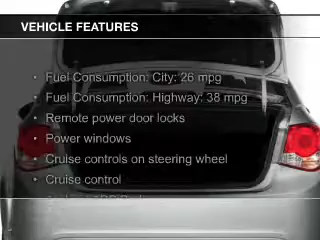 VEHICLE FEATURES
• Fuel Consumption: City: 26 mpg
• Fuel Consumption: Highway: 38 mpg
• Remote power door locks
• Power windows
• Cruise controls on steering wheel
• Cruise control